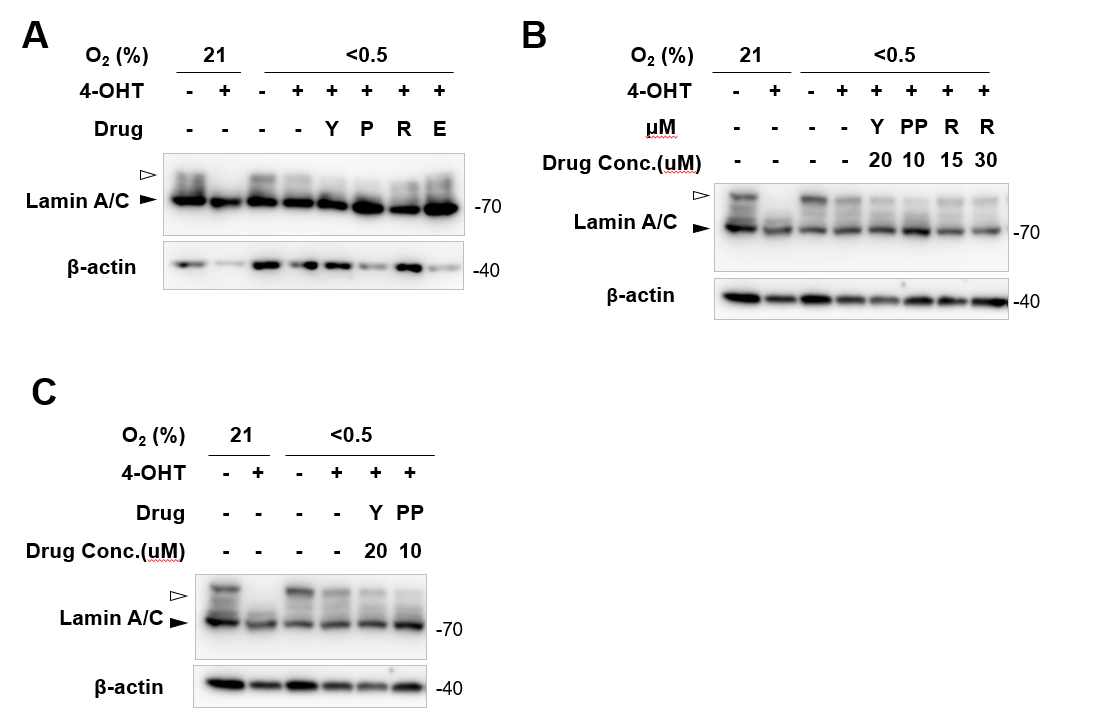 A
O₂ (%) 21 <0.5
4-OHT - + - + + + + +
Drug - - - - Y P R E
Lamin A/C -70
β-actin -40
B
O₂ (%) 21 <0.5
4-OHT - + - + + + + +
μM - - - - Y PP R R
Drug Conc.(uM) - - - - 20 10 15 30
Lamin A/C -70
β-actin -40
C
O₂ (%) 21 <0.5
4-OHT - + - + + +
Drug - - - - Y PP
Drug Conc.(uM) - - - - 20 10
Lamin A/C -70
β-actin -40